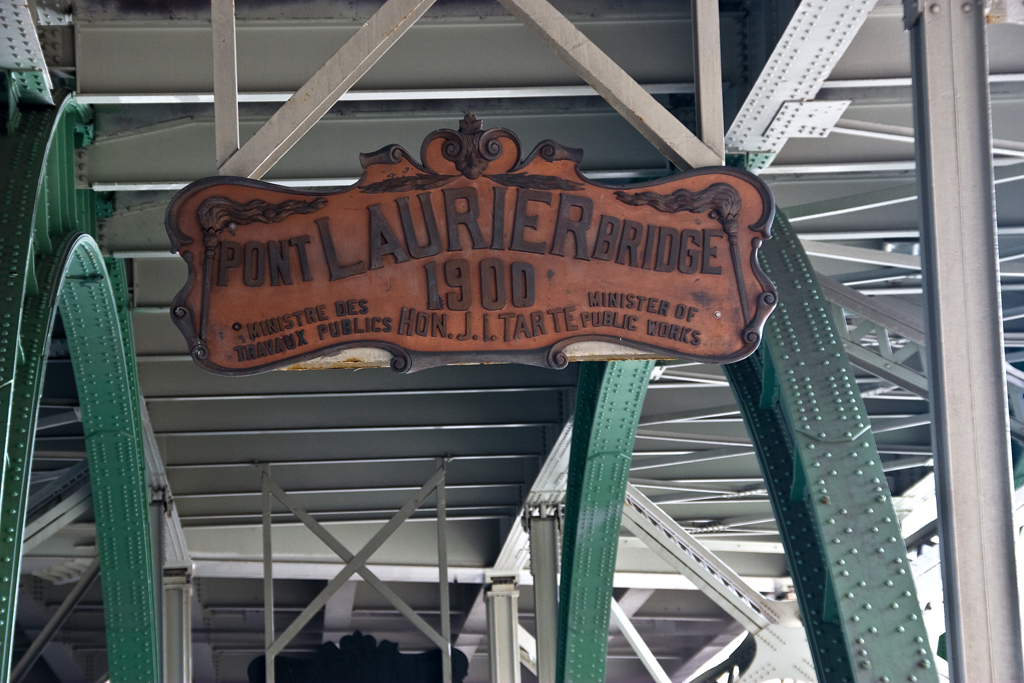 PONT LAURIER BRIDGE
1900
MINISTRE DES
TRAVAUX PUBLICS
HON. J. I. TARTE
MINISTER OF
PUBLIC WORKS